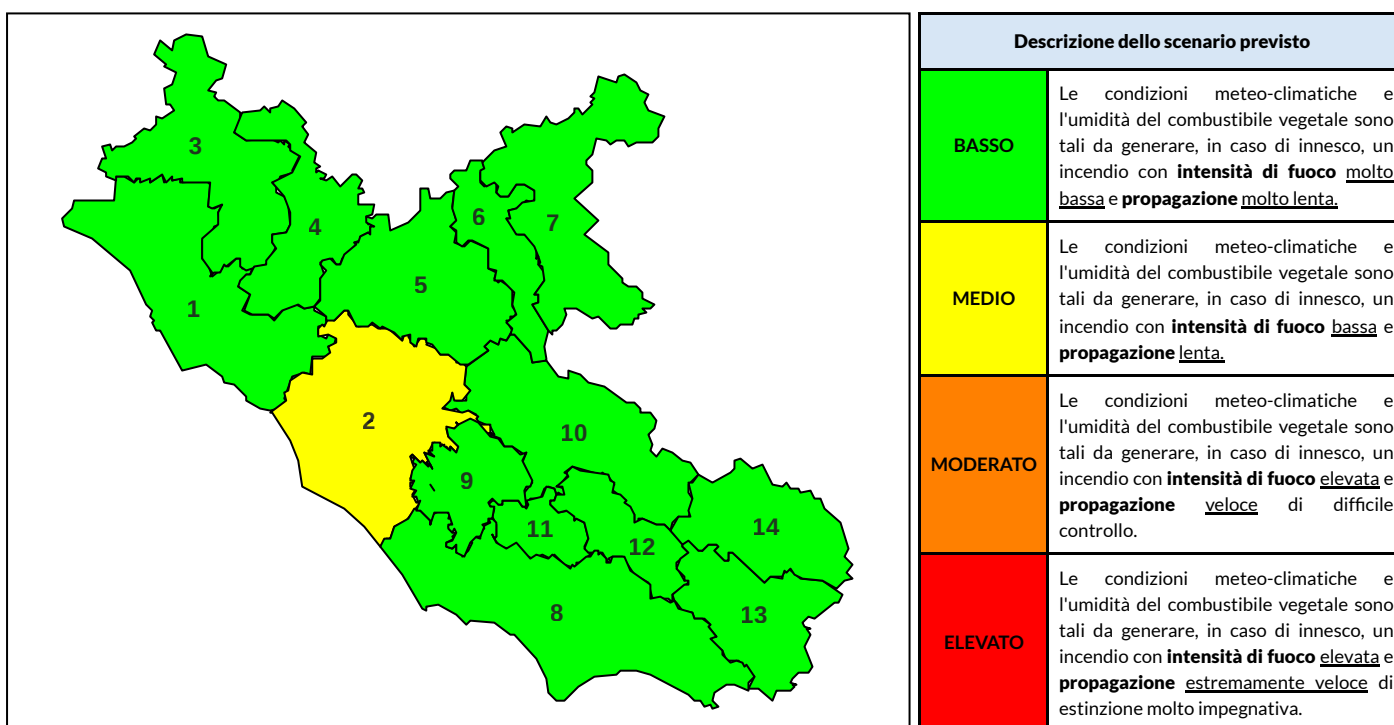 3
4
6
7
5
1
2
10
9
11
14
12
8
13
Descrizione dello scenario previsto
BASSO
Le condizioni meteo-climatiche e
l'umidità del combustibile vegetale sono
tali da generare, in caso di innesco, un
incendio con intensità di fuoco molto
bassa e propagazione molto lenta.
MEDIO
Le condizioni meteo-climatiche e
l'umidità del combustibile vegetale sono
tali da generare, in caso di innesco, un
incendio con intensità di fuoco bassa e
propagazione lenta.
MODERATO
Le condizioni meteo-climatiche e
l'umidità del combustibile vegetale sono
tali da generare, in caso di innesco, un
incendio con intensità di fuoco elevata e
propagazione veloce di difficile
controllo.
ELEVATO
Le condizioni meteo-climatiche e
l'umidità del combustibile vegetale sono
tali da generare, in caso di innesco, un
incendio con intensità di fuoco elevata e
propagazione estremamente veloce di
estinzione molto impegnativa.